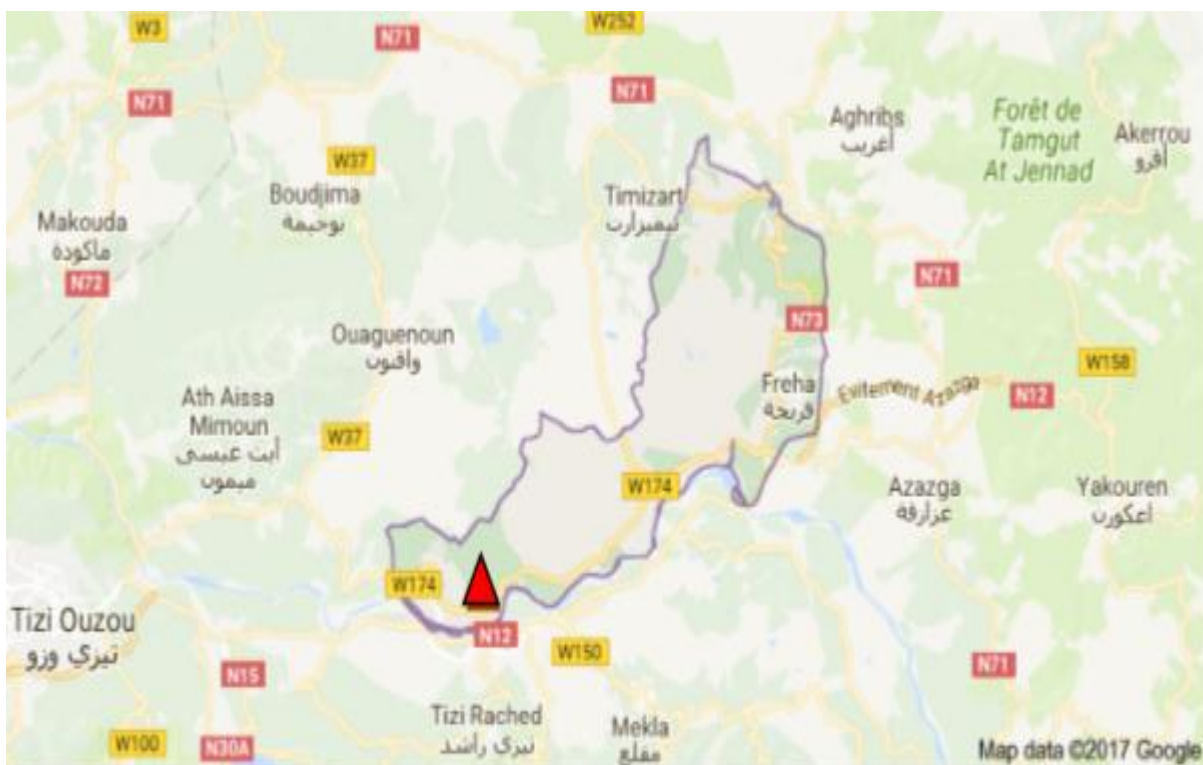 W3
N71
W252
N71
N71
Aghribs
أغريب
Forêt de
Tamgut
At Jennad
Akerrou
أقرو
W37
Boudjima
بوجيمة
Timizart
تيميزارت
Makouda
ماكودة
N72
N71
N73
Ouaguenoun
واقنون
W158
Freha
فريحة
Evitement Azazga
N12
Ath Aissa
Mimoun
أيت عيسى
ميمون
W37
W174
Azazga
عزازقة
Yakouren
اعكورن
W174
Tizi Ouzou
تيزي وزو
N12
W150
N15
N71
Tizi Rached
تيزي راشد
Mekla
مقلع
W100
N30A
Map data ©2017 Google